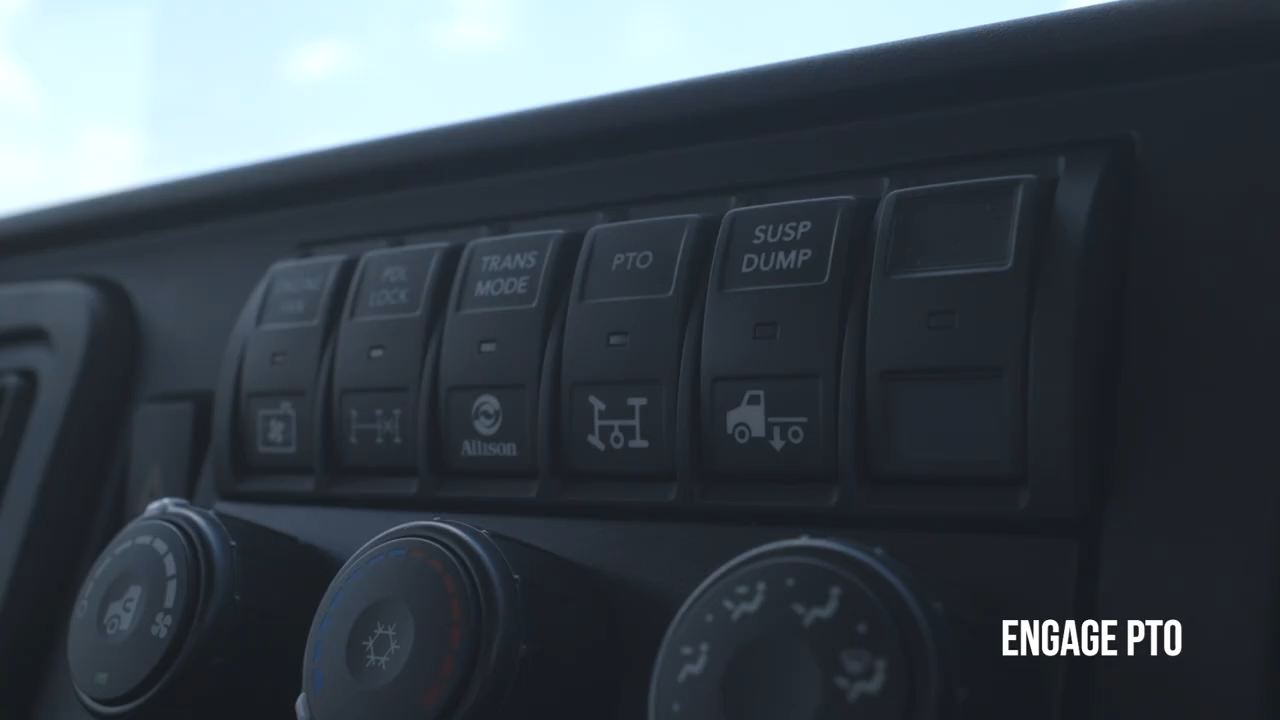 PDL
LOCK
TRANS
MODE
PTO
SUSP
DUMP
Allison
ENGAGE PTO